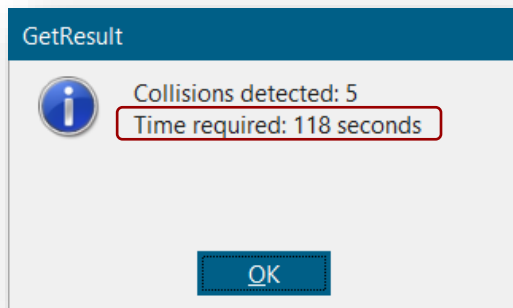 GetResult
Collisions detected: 5
Time required: 118 seconds
OK